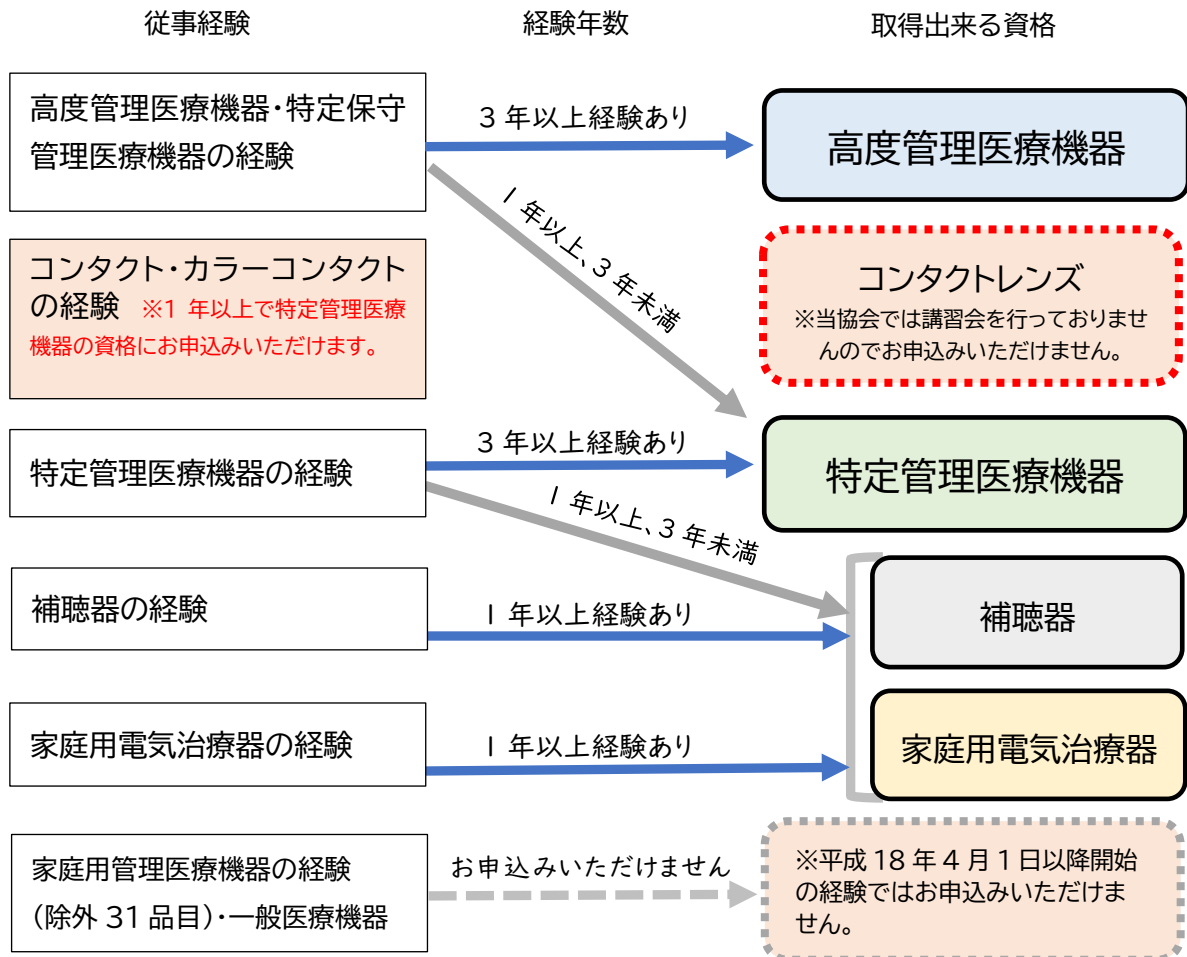 従事経験
経験年数
取得出来る資格
高度管理医療機器・特定保守
管理医療機器の経験
3年以上経験あり
高度管理医療機器
1年以上、3年未満
コンタクト・カラーコンタクト
の経験 ※1 年以上で特定管理医療
機器の資格にお申込みいただけます。
コンタクトレンズ
※当協会では講習会を行っておりませ
んのでお申込みいただけません。
特定管理医療機器の経験
3年以上経験あり
特定管理医療機器
1年以上、3年未満
補聴器の経験
1年以上経験あり
補聴器
家庭用電気治療器の経験
1年以上経験あり
家庭用電気治療器
家庭用管理医療機器の経験
(除外 31 品目)・一般医療機器
お申込みいただけません
※平成 18 年 4 月 1 日以降開始
の経験ではお申込みいただけま
せん。